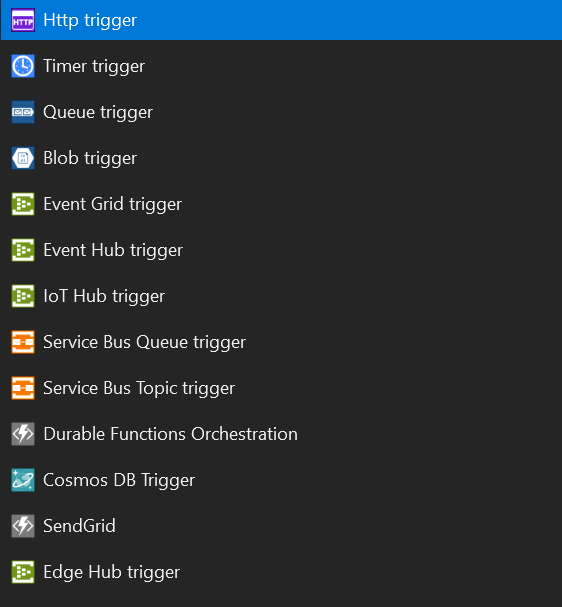 HTTP
Http trigger
Timer trigger
Queue trigger
Blob trigger
Event Grid trigger
Event Hub trigger
IoT Hub trigger
Service Bus Queue trigger
Service Bus Topic trigger
Durable Functions Orchestration
Cosmos DB Trigger
SendGrid
Edge Hub trigger